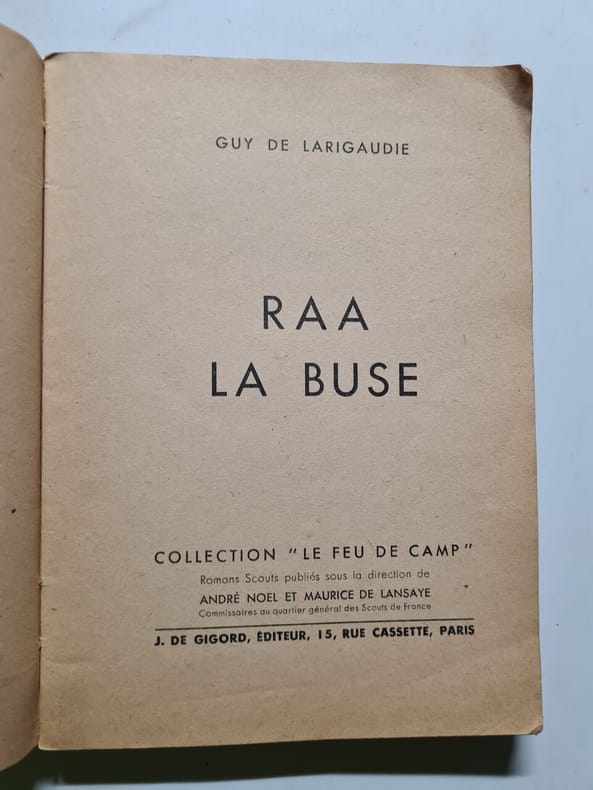 GUY DE LARIGAUDIE
RAA
LA BUSE
COLLECTION "LE FEU DE CAMP"
Romans Scouts publiés sous la direction de
ANDRÉ NOEL ET MAURICE DE LANSAYE
Commissaires au quartier général des Scouts de France
J. DE GIGORD, ÉDITEUR, 15, RUE CASSETTE, PARIS